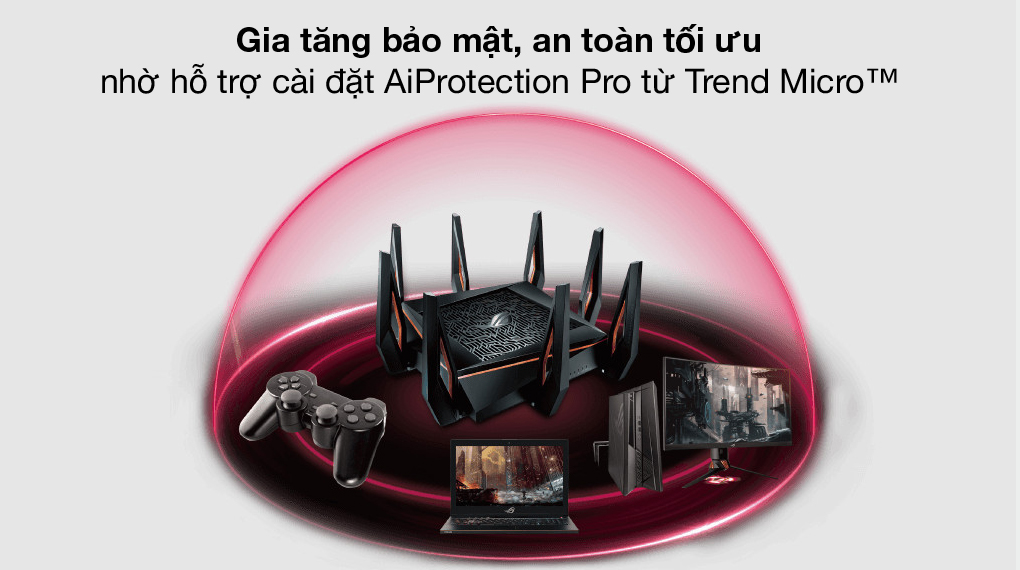 Gia tăng bảo mật, an toàn tối ưu
nhờ hỗ trợ cài đặt AiProtection Pro từ Trend Micro™